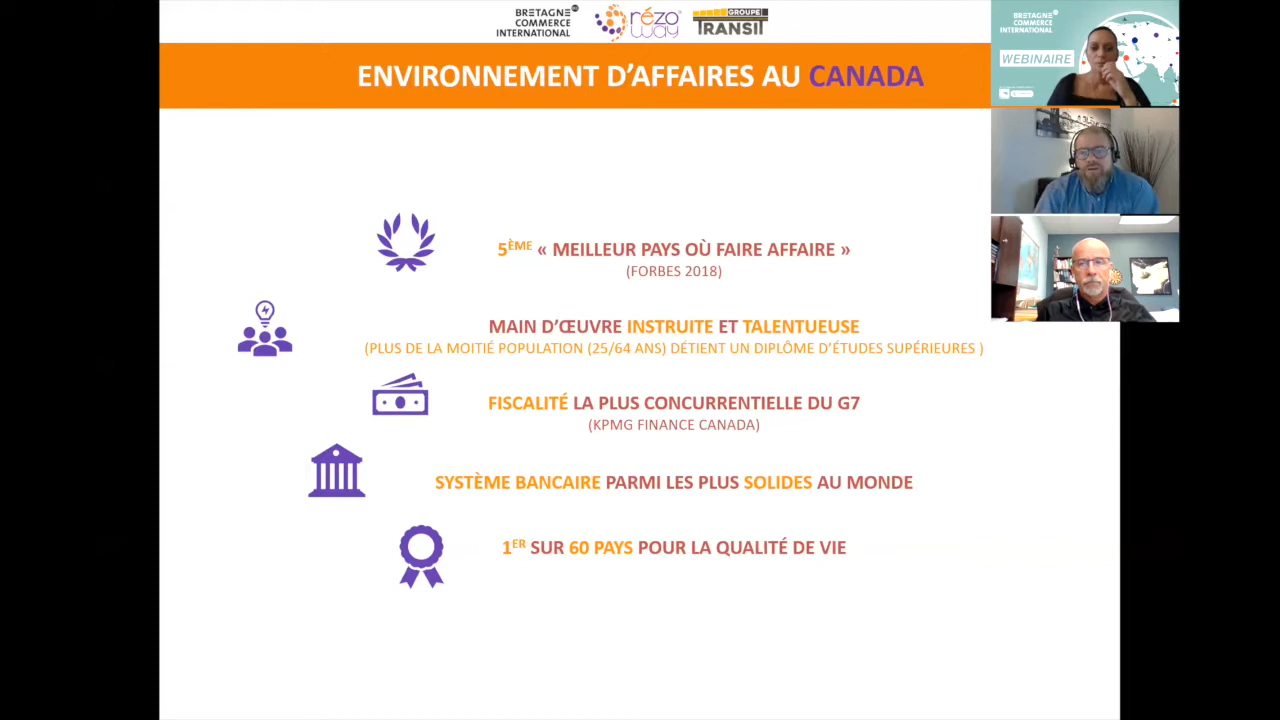 BRETAGNE
COMMERCE
INTERNATIONAL
rézo
way
GROUPE
TRANSIT
ENVIRONNEMENT D'AFFAIRES AU CANADA
BRETAGNE
COMMERCE
INTERNATIONAL
WEBINAIRE
5ÈME « MEILLEUR PAYS OÙ FAIRE AFFAIRE »
(FORBES 2018)
MAIN D'ŒUVRE INSTRUITE ET TALENTUEUSE
(PLUS DE LA MOITIÉ POPULATION (25/64 ANS) DÉTIENT UN DIPLÔME D'ÉTUDES SUPÉRIEURES )
FISCALITÉ LA PLUS CONCURRENTIELLE DU G7
(KPMG FINANCE CANADA)
SYSTÈME BANCAIRE PARMI LES PLUS SOLIDES AU MONDE
1ER SUR 60 PAYS POUR LA QUALITÉ DE VIE